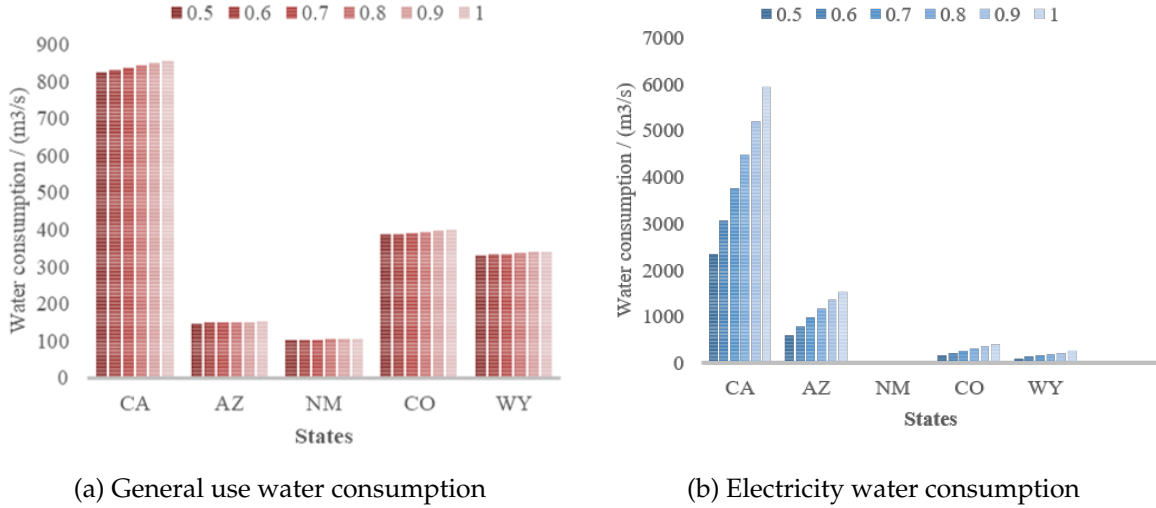 0.5 0.6 0.7 0.8 0.9 1
Water consumption / (m3/s)
900
800
700
600
500
400
300
200
100
0
CA AZ NM CO WY
States
(a) General use water consumption
0.5 0.6 0.7 0.8 0.9 1
Water consumption / (m3/s)
7000
6000
5000
4000
3000
2000
1000
0
CA AZ NM CO WY
States
(b) Electricity water consumption